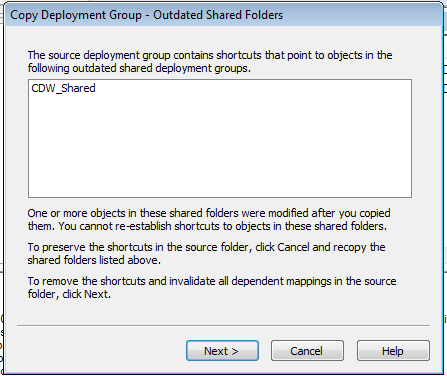 Copy Deployment Group - Outdated Shared Folders
The source deployment group contains shortcuts that point to objects in the
following outdated shared deployment groups.
CDW_Shared
One or more objects in these shared folders were modified after you copied
them. You cannot re-establish shortcuts to objects in these shared folders.
To preserve the shortcuts in the source folder, click Cancel and recopy the
shared folders listed above.
To remove the shortcuts and invalidate all dependent mappings in the source
folder, click Next.
Next >
Cancel
Help